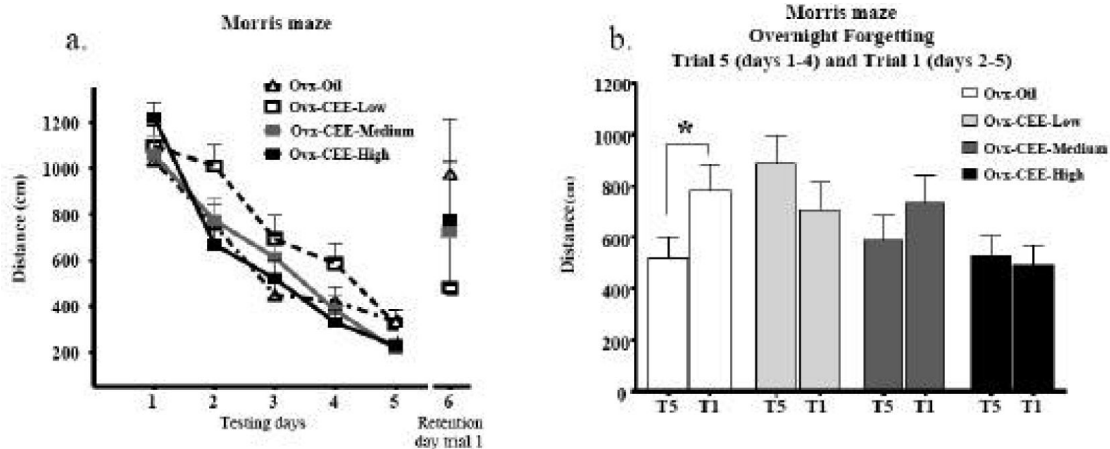 Morris maze
a.
Ovx-Oil
Ovx-CEE-Low
Ovx-CEE-Medium
Ovx-CEE-High
Distance (cm)
1200
1000
800
600
400
200
1 2 3 4 5 6
Testing days
Retention
day trial 1
b.
Morris maze
Overnight Forgetting
Trial 5 (days 1-4) and Trial 1 (days 2-5)
Ovx-Oil
Ovx-CEE-Low
Ovx-CEE-Medium
Ovx-CEE-High
*
Distance (cm)
1200
1000
800
600
400
200
0
T5 T1 T5 T1 T5 T1 T5 T1